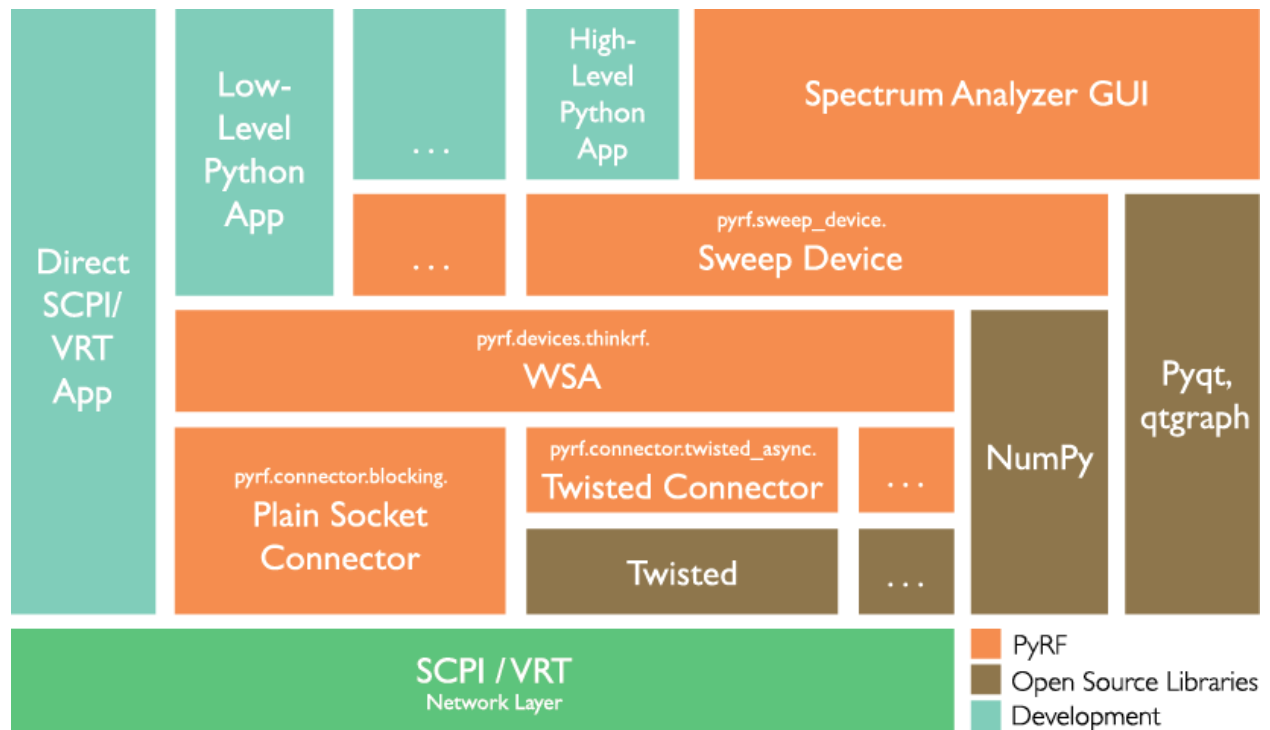 Direct
SCPI/
VRT
App
Low-
Level
Python
App
...
High-
Level
Python
App
Spectrum Analyzer GUI
...
pyrf.sweep_device.
Sweep Device
pyrf.devices.thinkrf.
WSA
pyrf.connector.blocking.
Plain Socket
Connector
pyrf.connector.twisted_async.
Twisted Connector
...
Twisted
...
NumPy
Pyqt,
qtgraph
SCPI / VRT
Network Layer
PyRF
Open Source Libraries
Development